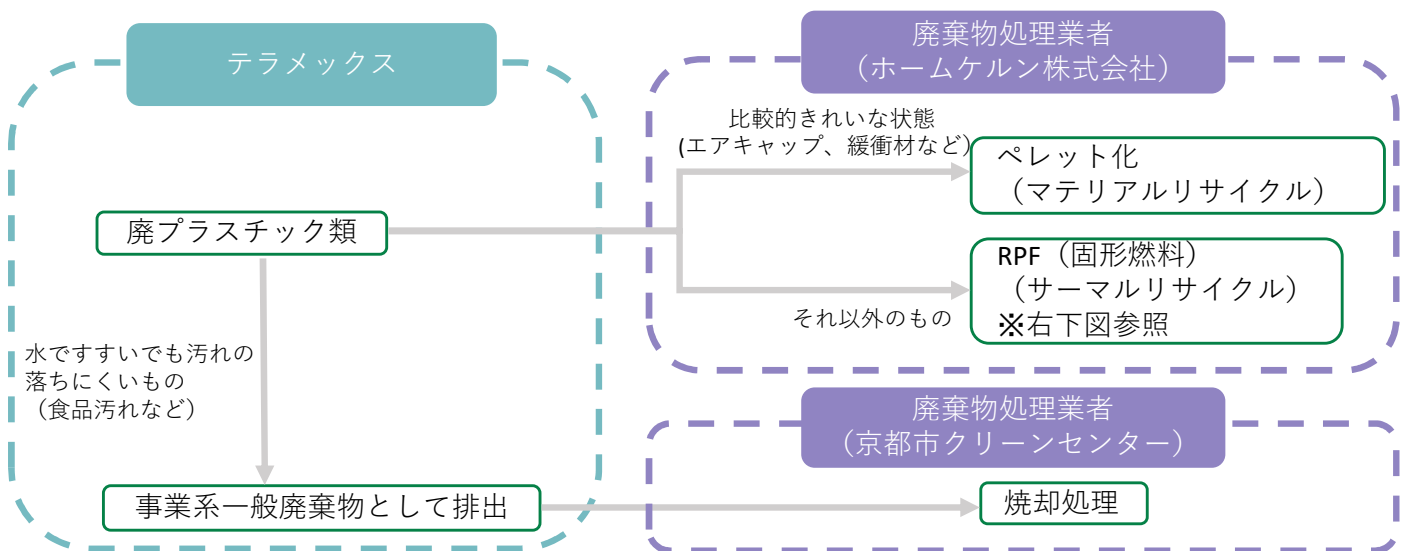 テラメックス
廃棄物処理業者
（ホームケルン株式会社）
比較的きれいな状態
(エアキャップ、緩衝材など）
ペレット化
（マテリアルリサイクル）
廃プラスチック類
RPF（固形燃料）
（サーマルリサイクル）
※右下図参照
それ以外のもの
水ですすいでも汚れの
落ちにくいもの
（食品汚れなど）
廃棄物処理業者
（京都市クリーンセンター）
事業系一般廃棄物として排出
焼却処理